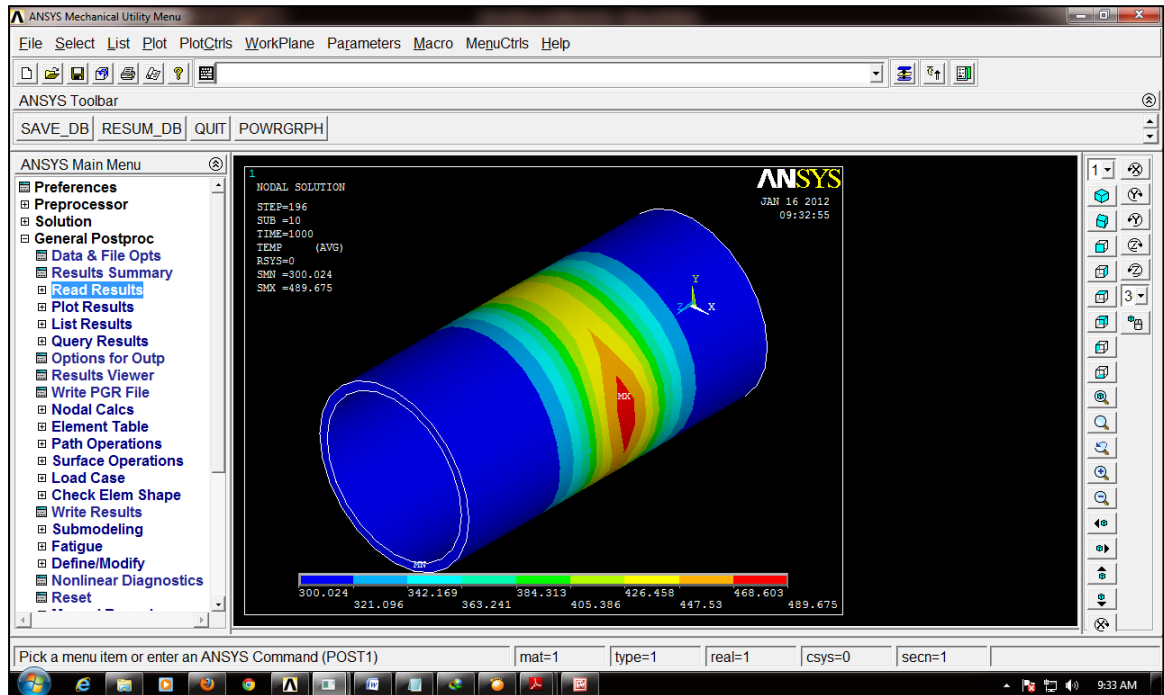 ANSYS Mechanical Utility Menu
File Select List Plot PlotCtrls WorkPlane Parameters Macro MenuCtrls Help
ANSYS Toolbar
SAVE_DB RESUM_DB QUIT POWRGRPH
ANSYS Main Menu
Preferences
Preprocessor
Solution
General Postproc
Data & File Opts
Results Summary
Read Results
Plot Results
List Results
Query Results
Options for Outp
Results Viewer
Write PGR File
Nodal Calcs
Element Table
Path Operations
Surface Operations
Load Case
Check Elem Shape
Write Results
Submodeling
Fatigue
Define/Modify
Nonlinear Diagnostics
Reset
1
NODAL SOLUTION
STEP=196
SUB =10
TIME=1000
TEMP (AVG)
RSYS=0
SMN =300.024
SMX =489.675
ANSYS
JAN 16 2012
09:32:55
Y
Z X
MX
MN
300.024 342.169 384.313 426.458 468.603
321.096 363.241 405.386 447.53 489.675
1
3
Pick a menu item or enter an ANSYS Command (POST1) mat=1 type=1 real=1 csys=0 secn=1
9:33 AM